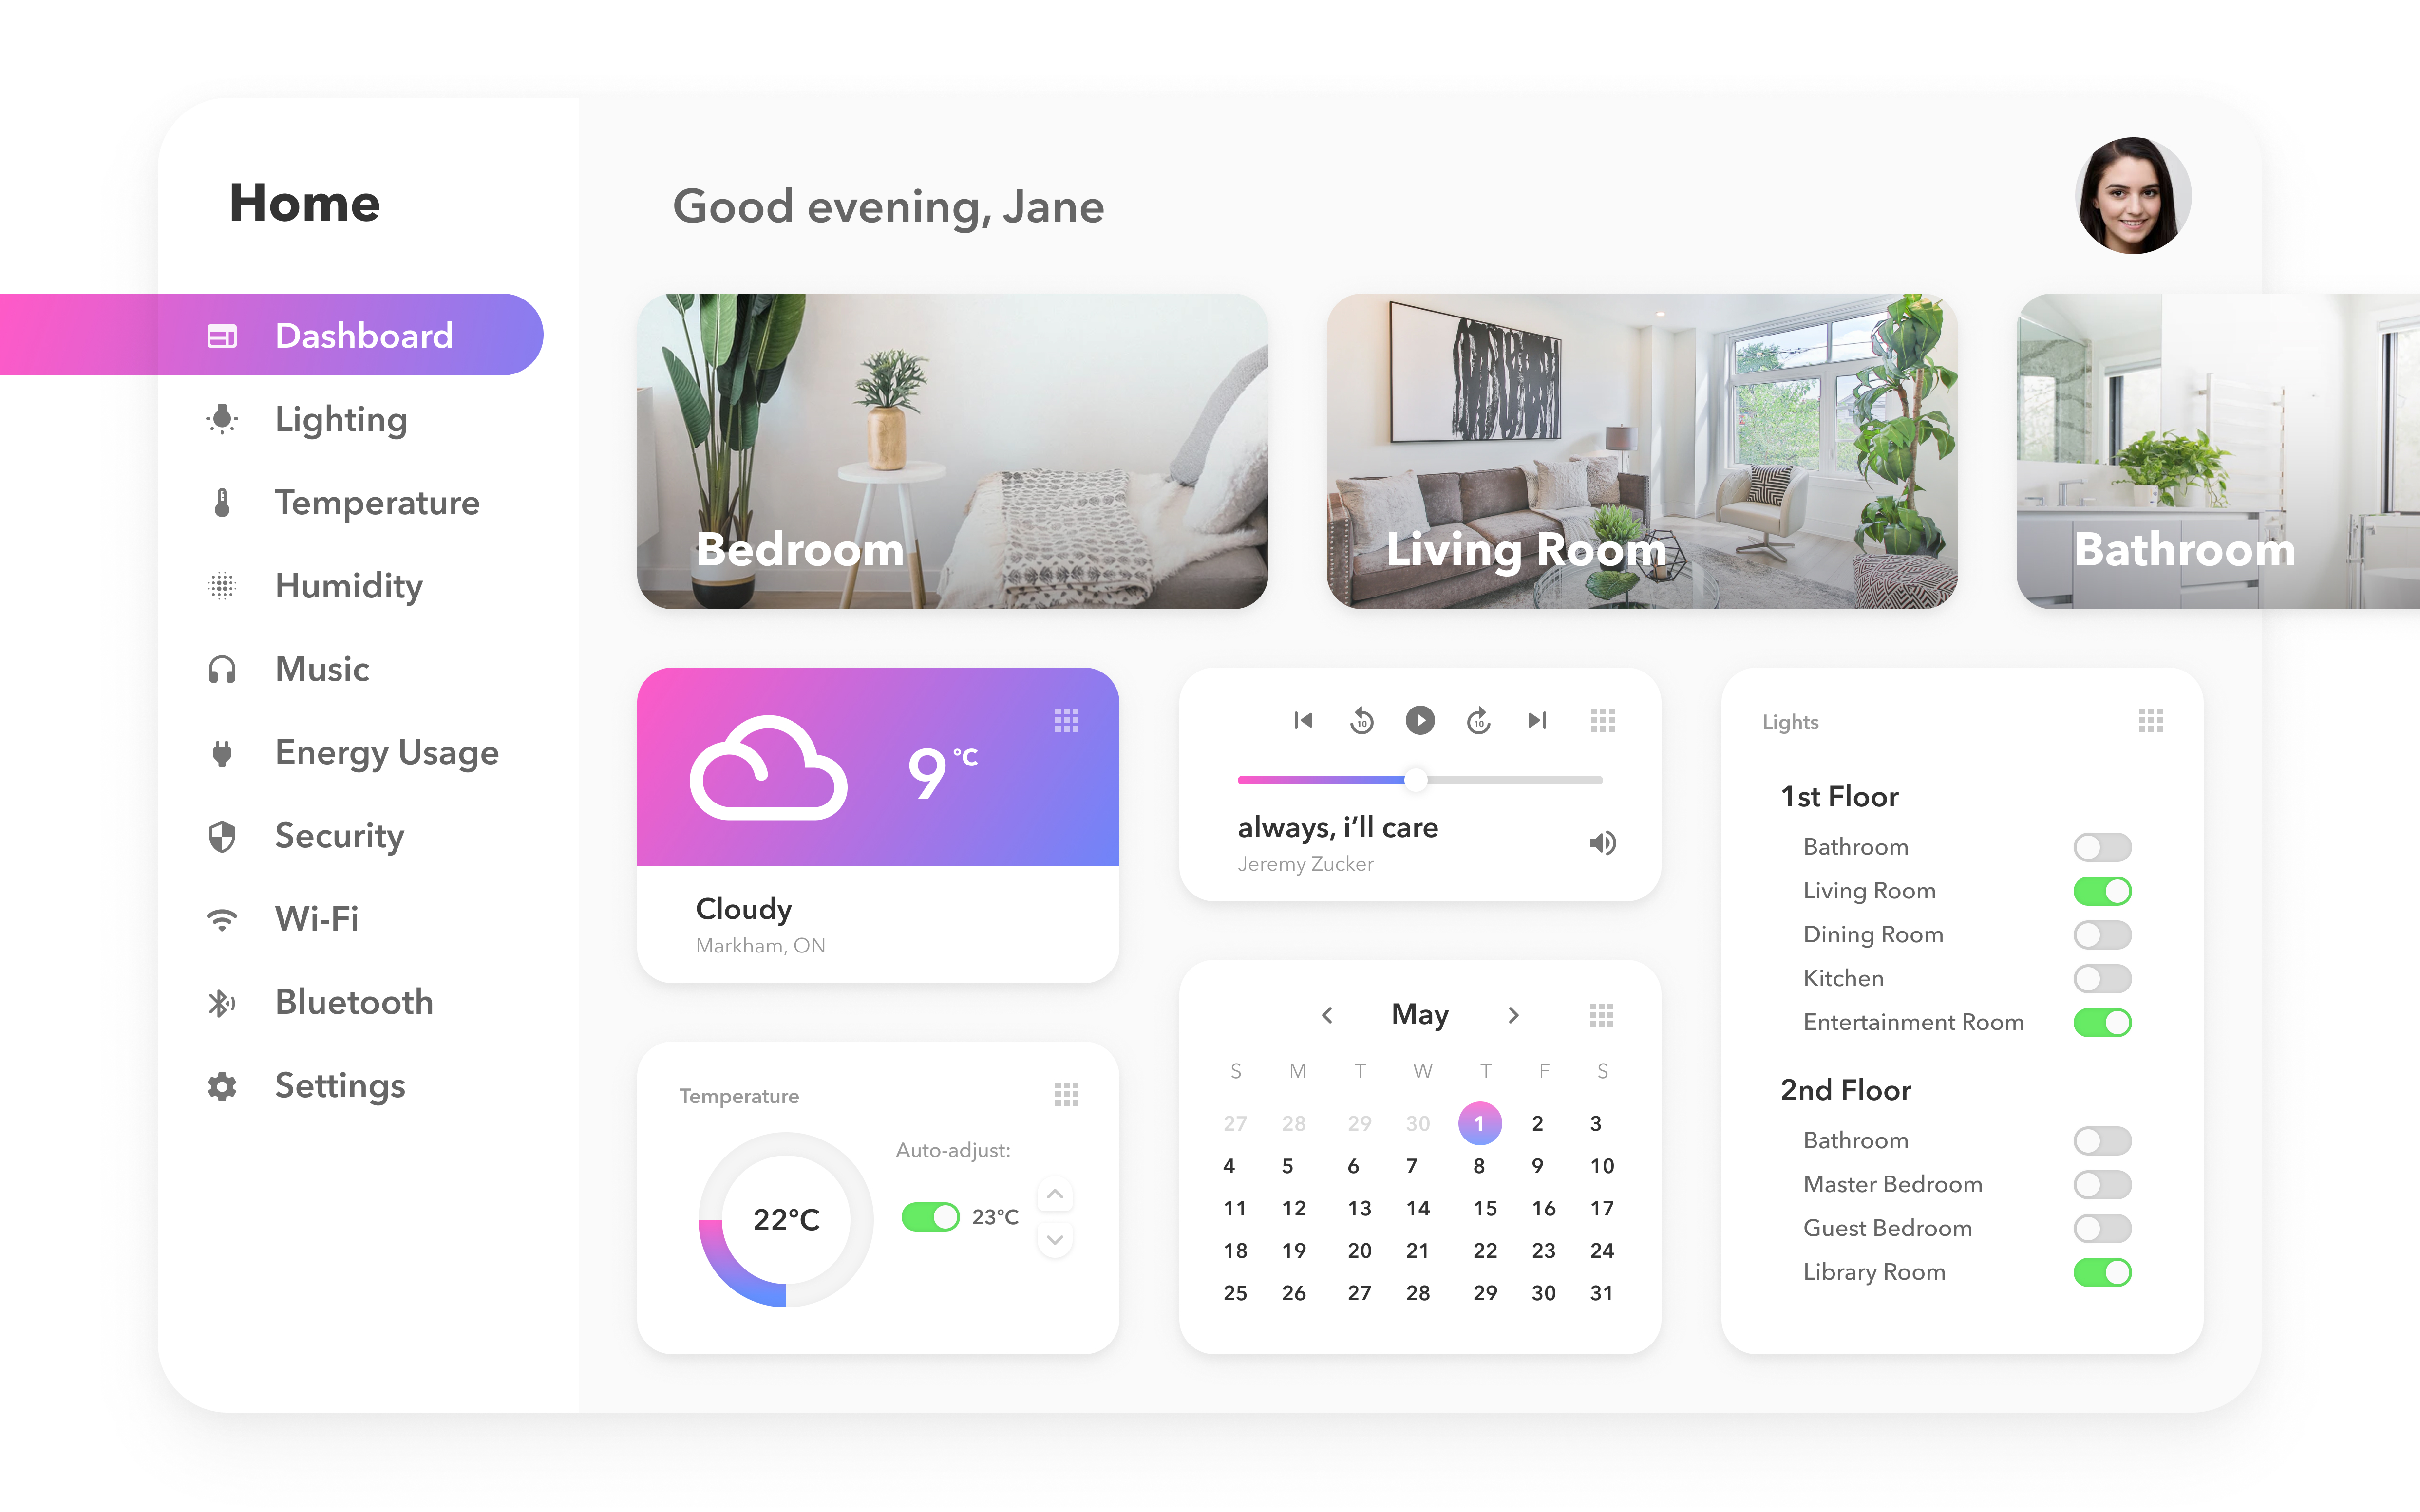 Home
Dashboard
Lighting
Temperature
Humidity
Music
Energy Usage
Security
Wi-Fi
Bluetooth
Settings
Good evening, Jane
Bedroom
Living Room
Bathroom
9 °C
Cloudy
Markham, ON
Temperature
22°C
Auto-adjust:
23°C
10
10
always, i’ll care
Jeremy Zucker
May
S M T W T F S
27 28 29 30 1 2 3
4 5 6 7 8 9 10
11 12 13 14 15 16 17
18 19 20 21 22 23 24
25 26 27 28 29 30 31
Lights
1st Floor
Bathroom
Living Room
Dining Room
Kitchen
Entertainment Room
2nd Floor
Bathroom
Master Bedroom
Guest Bedroom
Library Room